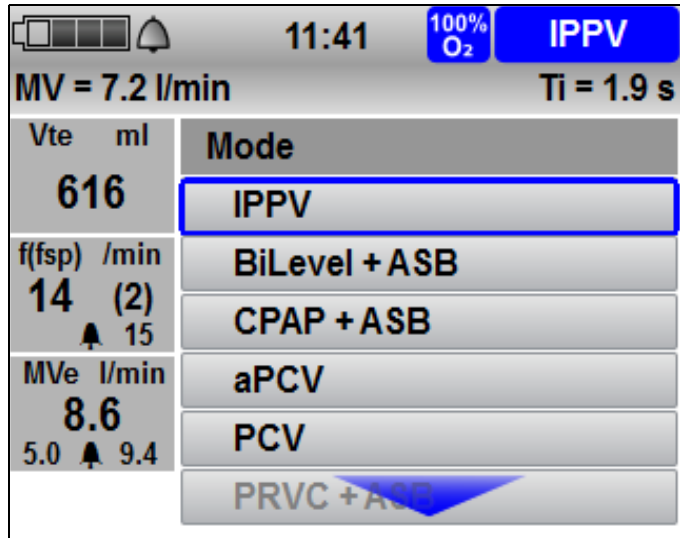 11:41 100% O₂ IPPV
MV = 7.2 l/min Ti = 1.9 s
Vte ml
616
f(fsp) /min
14 (2)
15
MVe l/min
8.6
5.0 9.4
Mode
IPPV
BiLevel + ASB
CPAP + ASB
aPCV
PCV
PRVC + ASB